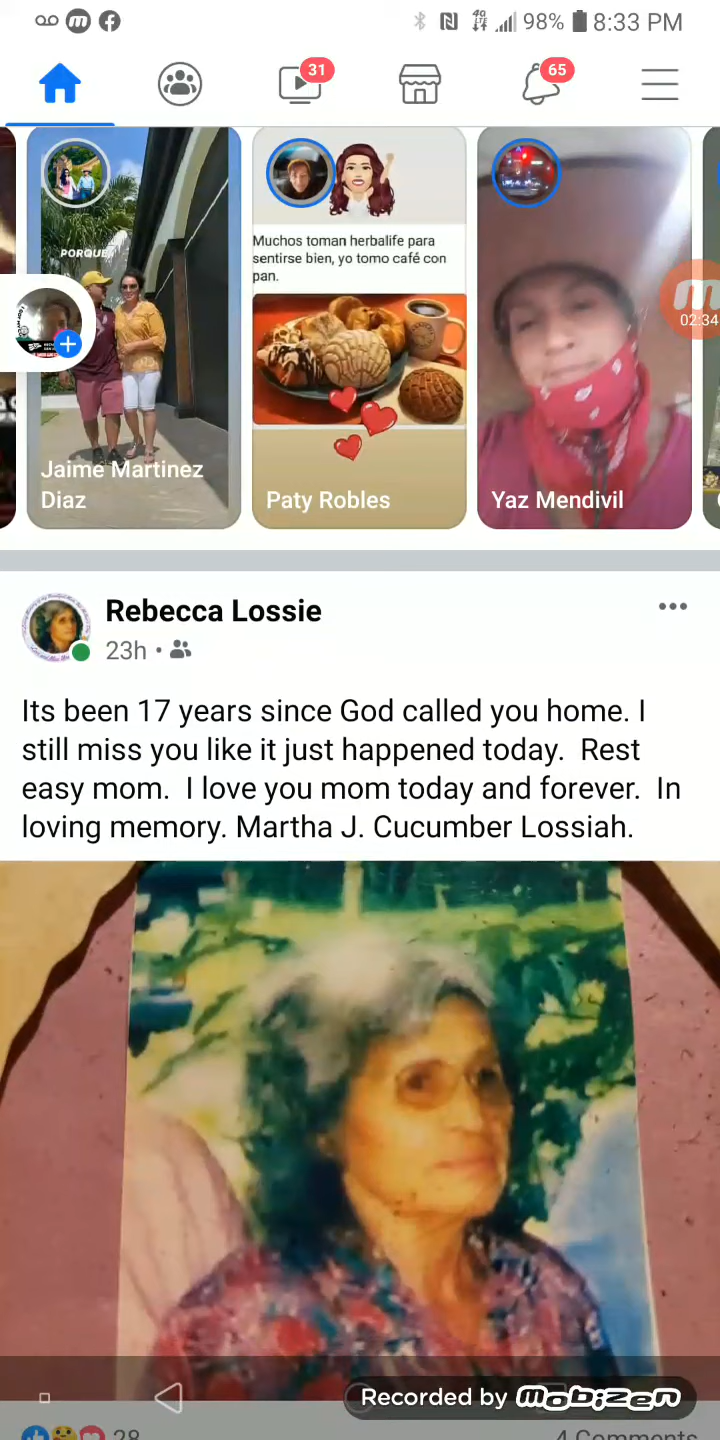 98% 8:33 PM
31
65
PORQUE
Muchos toman herbalife para
sentirse bien, yo tomo café con
pan.
02:34
Jaime Martinez
Diaz
Paty Robles
Yaz Mendivil
Rebecca Lossie
23h
Its been 17 years since God called you home. I
still miss you like it just happened today. Rest
easy mom. I love you mom today and forever. In
loving memory. Martha J. Cucumber Lossiah.
Recorded by mobizen
28
4 Comments